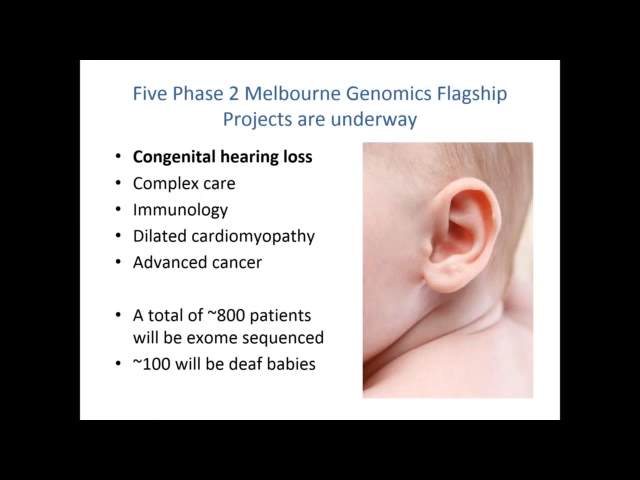 Five Phase 2 Melbourne Genomics Flagship
Projects are underway
• Congenital hearing loss
• Complex care
• Immunology
• Dilated cardiomyopathy
• Advanced cancer
• A total of ~800 patients
will be exome sequenced
• ~100 will be deaf babies